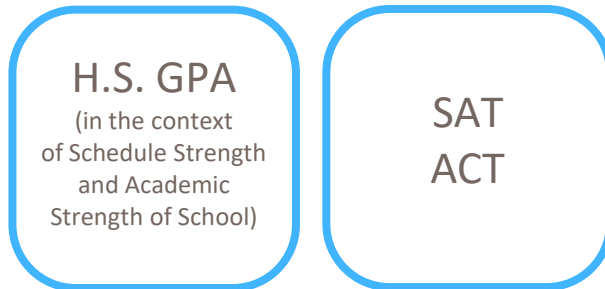 H.S. GPA
(in the context
of Schedule Strength
and Academic
Strength of School)
SAT
ACT